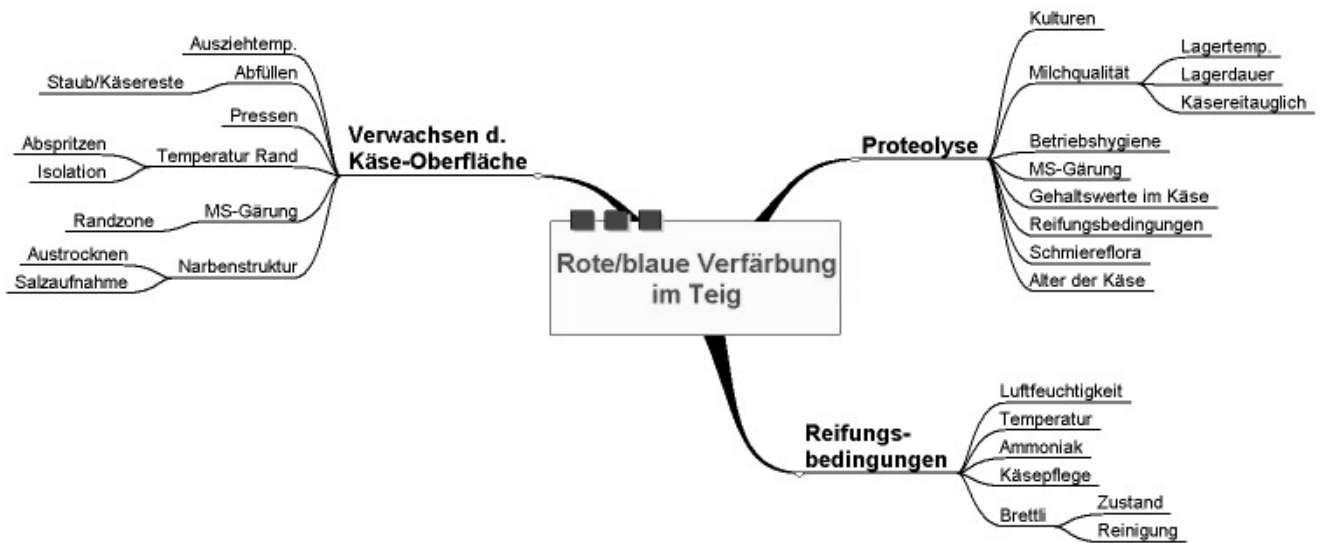 Ausziehtemp.
Staub/Käsereste
Abfüllen
Pressen
Abspritzen
Isolation
Temperatur Rand
Randzone
MS-Gärung
Austrocknen
Salzaufnahme
Narbenstruktur
Verwachsen d.
Käse-Oberfläche
Rote/blaue Verfärbung
im Teig
Proteolyse
Kulturen
Milchqualität
Lagertemp.
Lagerdauer
Käsereitauglich
Betriebshygiene
MS-Gärung
Gehaltswerte im Käse
Reifungsbedingungen
Schmiereflora
Alter der Käse
Reifungs-
bedingungen
Luftfeuchtigkeit
Temperatur
Ammoniak
Käsepflege
Brettli
Zustand
Reinigung